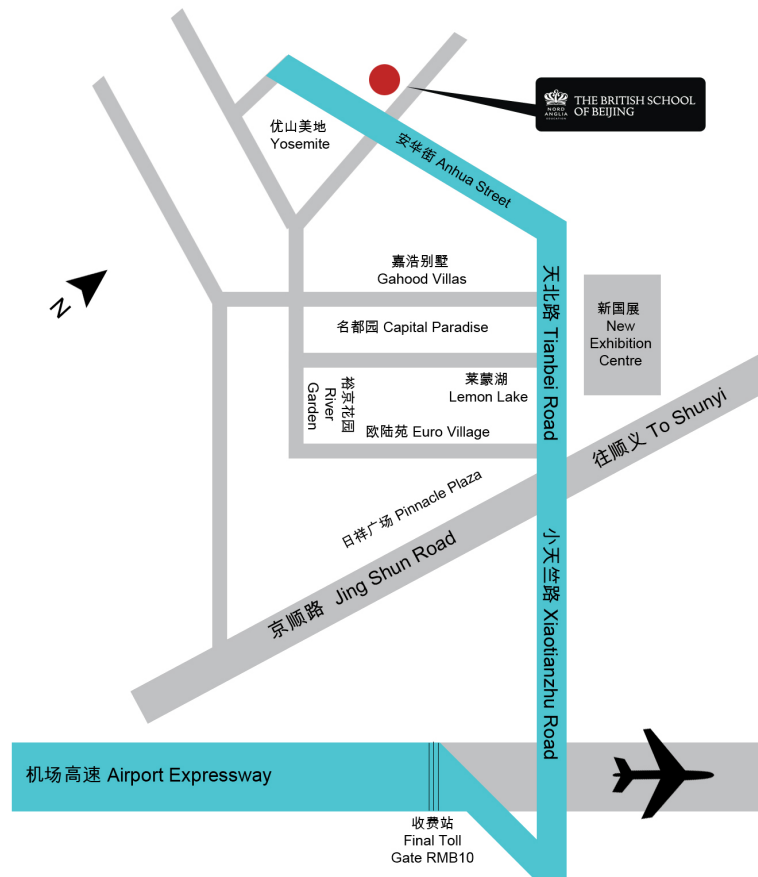 NORD
ANGLIA
EDUCATION
THE BRITISH SCHOOL
OF BEIJING
优山美地
Yosemite
安华街 Anhua Street
嘉浩别墅
Gahood Villas
N
天北路 Tianbei Road
新国展
New
Exhibition
Centre
名都园 Capital Paradise
裕京花园
River
Garden
莱蒙湖
Lemon Lake
欧陆苑 Euro Village
往顺义 To Shunyi
日祥广场 Pinnacle Plaza
京顺路 Jing Shun Road
小天竺路 Xiaotianzhu Road
机场高速 Airport Expressway
收费站
Final Toll
Gate RMB10